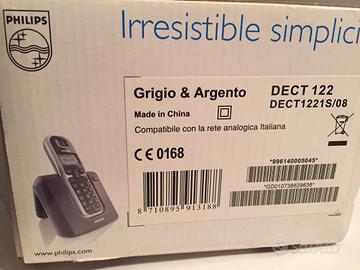 PHILIPS
Irresistible simplici
Grigio & Argento
DECT 122
DECT1221S/08
Made in China
Compatibile con la rete analogica Italiana
CE 0168
*996140005045*
*GD010738629638*
8 710895 913188
www.philips.com
Subito